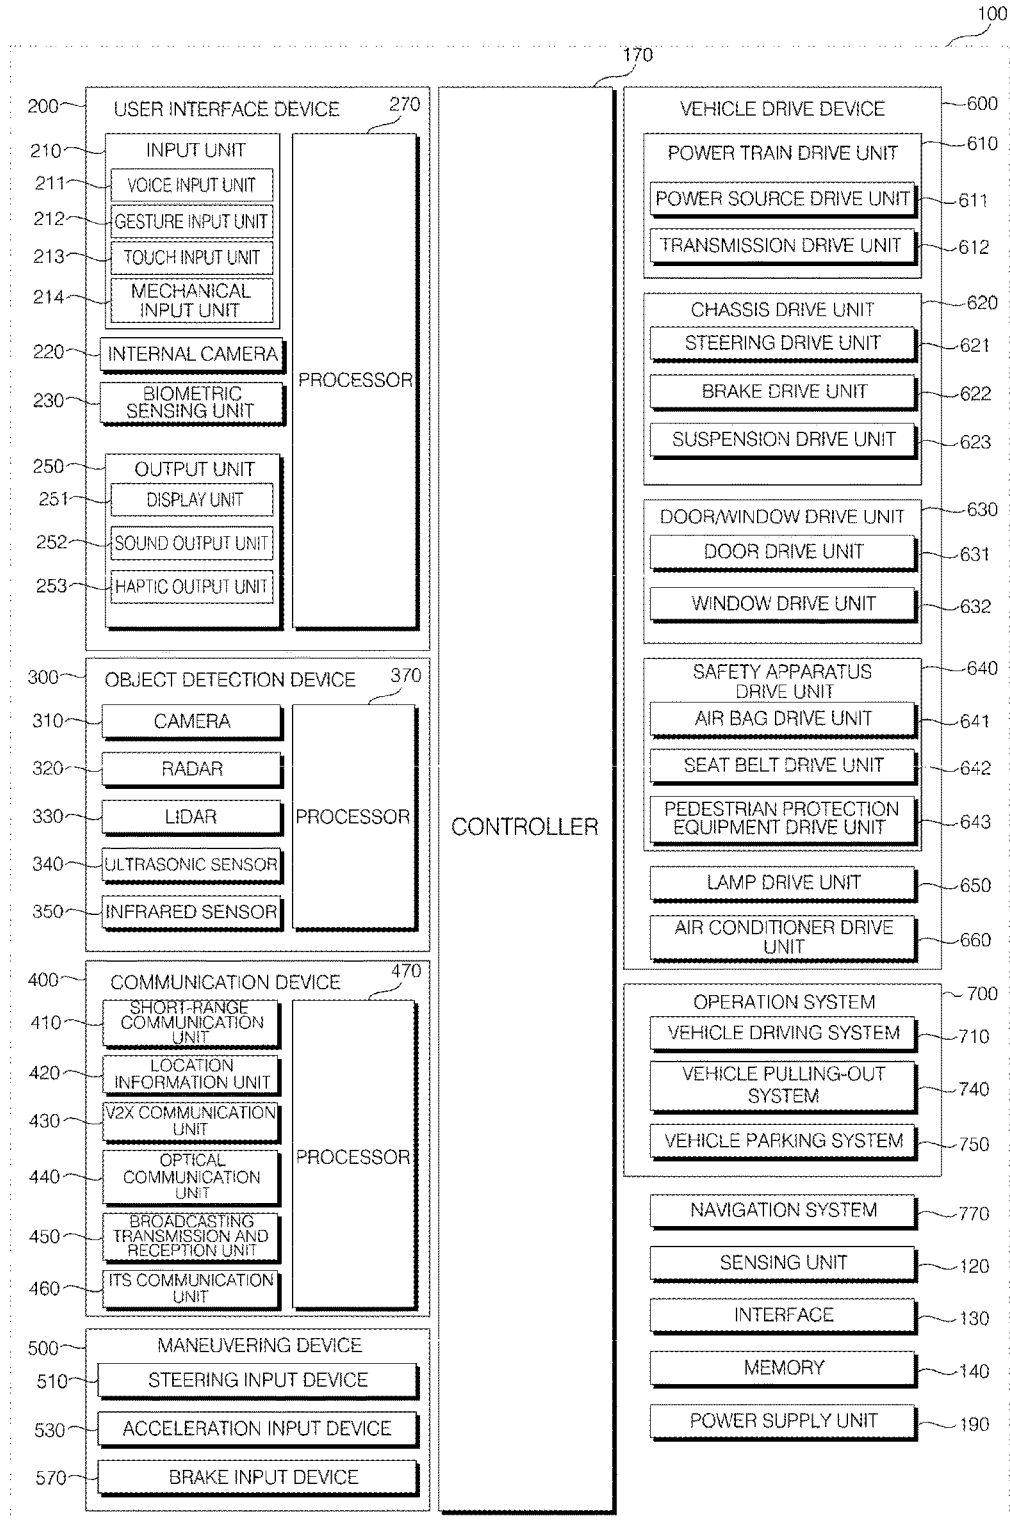 100
170
200
USER INTERFACE DEVICE
270
210
INPUT UNIT
211
VOICE INPUT UNIT
212
GESTURE INPUT UNIT
213
TOUCH INPUT UNIT
214
MECHANICAL
INPUT UNIT
220
INTERNAL CAMERA
230
BIOMETRIC
SENSING UNIT
PROCESSOR
250
OUTPUT UNIT
251
DISPLAY UNIT
252
SOUND OUTPUT UNIT
253
HAPTIC OUTPUT UNIT
300
OBJECT DETECTION DEVICE
370
310
CAMERA
320
RADAR
330
LIDAR
340
ULTRASONIC SENSOR
350
INFRARED SENSOR
PROCESSOR
400
COMMUNICATION DEVICE
470
410
SHORT-RANGE
COMMUNICATION
UNIT
420
LOCATION
INFORMATION UNIT
430
V2X COMMUNICATION
UNIT
440
OPTICAL
COMMUNICATION
UNIT
450
BROADCASTING
TRANSMISSION AND
RECEPTION UNIT
460
ITS COMMUNICATION
UNIT
PROCESSOR
500
MANEUVERING DEVICE
510
STEERING INPUT DEVICE
530
ACCELERATION INPUT DEVICE
570
BRAKE INPUT DEVICE
CONTROLLER
VEHICLE DRIVE DEVICE
600
POWER TRAIN DRIVE UNIT
610
POWER SOURCE DRIVE UNIT
611
TRANSMISSION DRIVE UNIT
612
CHASSIS DRIVE UNIT
620
STEERING DRIVE UNIT
621
BRAKE DRIVE UNIT
622
SUSPENSION DRIVE UNIT
623
DOOR/WINDOW DRIVE UNIT
630
DOOR DRIVE UNIT
631
WINDOW DRIVE UNIT
632
SAFETY APPARATUS
DRIVE UNIT
640
AIR BAG DRIVE UNIT
641
SEAT BELT DRIVE UNIT
642
PEDESTRIAN PROTECTION
EQUIPMENT DRIVE UNIT
643
LAMP DRIVE UNIT
650
AIR CONDITIONER DRIVE
UNIT
660
OPERATION SYSTEM
700
VEHICLE DRIVING SYSTEM
710
VEHICLE PULLING-OUT
SYSTEM
740
VEHICLE PARKING SYSTEM
750
NAVIGATION SYSTEM
770
SENSING UNIT
120
INTERFACE
130
MEMORY
140
POWER SUPPLY UNIT
190